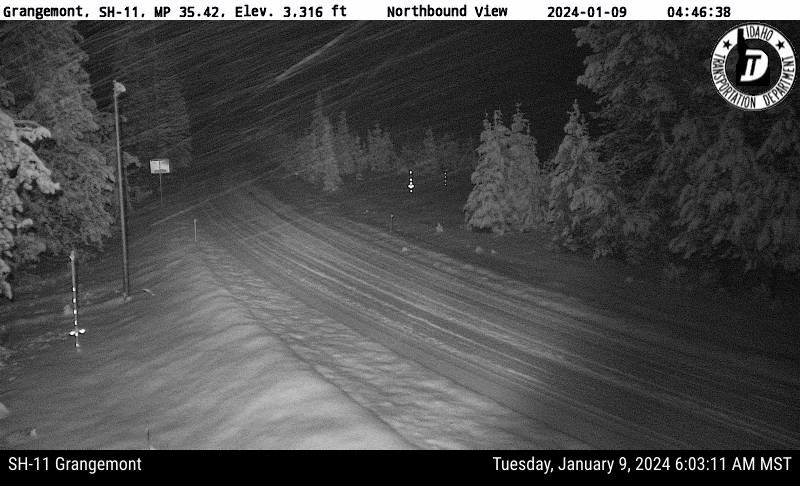 Grangemont, SH-11, MP 35.42, Elev. 3,316 ft Northbound View 2024-01-09 04:46:38
IDAHO
TRANSPORTATION DEPARTMENT
SH-11 Grangemont Tuesday, January 9, 2024 6:03:11 AM MST